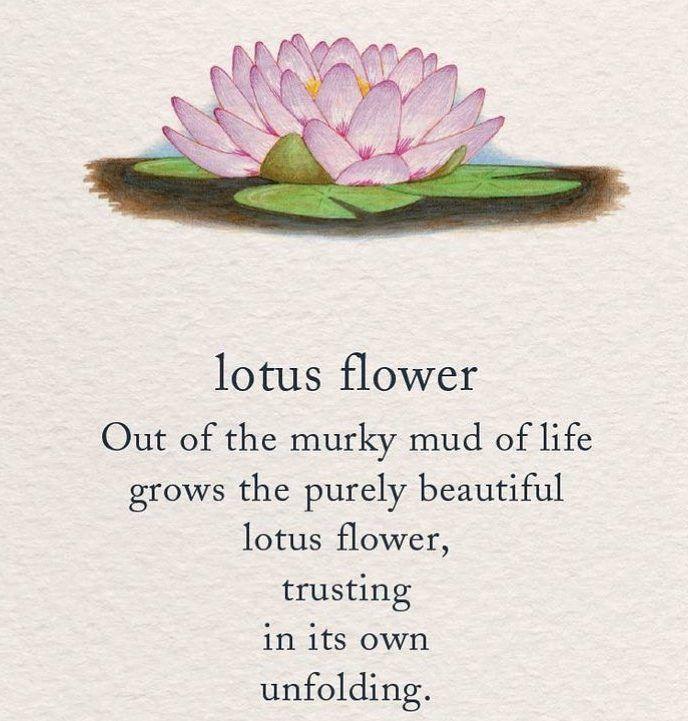 lotus flower
Out of the murky mud of life
grows the purely beautiful
lotus flower,
trusting
in its own
unfolding.